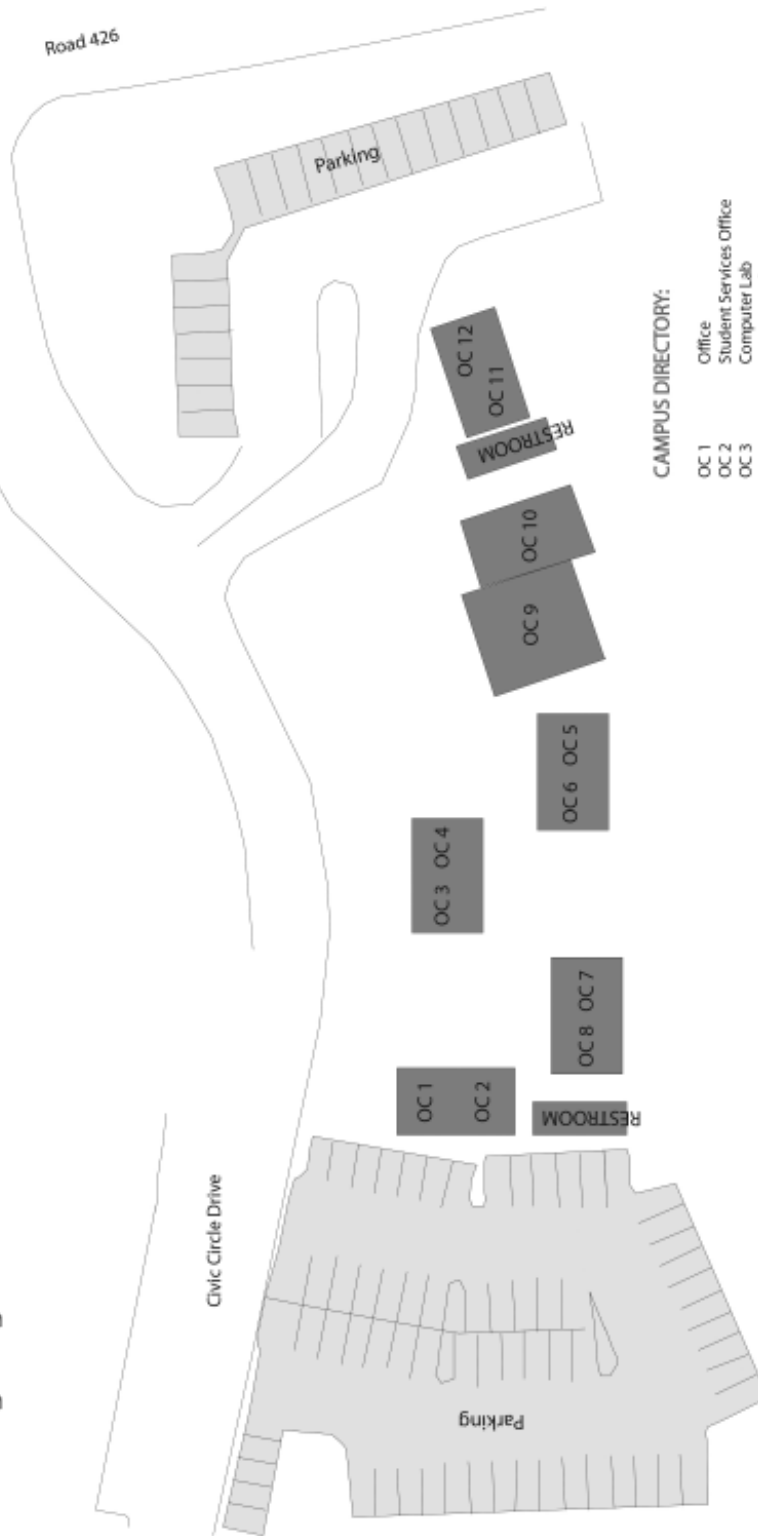 Road 426
Parking
OC 12
OC 11
RESTROOM
OC 10
OC 9
OC 6 OC 5
OC 3 OC 4
OC 8 OC 7
OC 1
OC 2
RESTROOM
Civic Circle Drive
Parking
CAMPUS DIRECTORY:
OC 1 Office
OC 2 Student Services Office
OC 3 Computer Lab